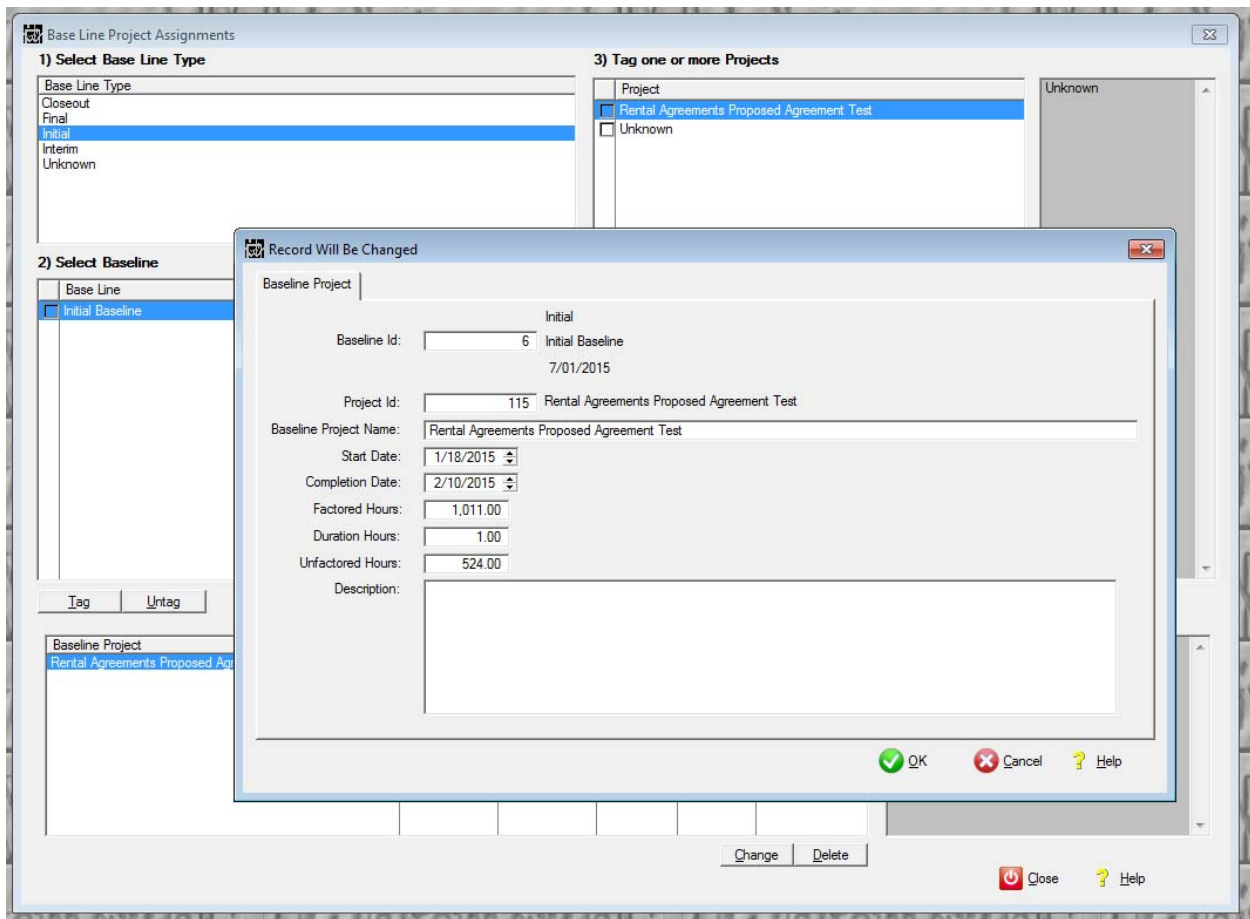 Base Line Project Assignments
1) Select Base Line Type
Base Line Type
Closeout
Final
Initial
Interim
Unknown
3) Tag one or more Projects
Project
Rental Agreements Proposed Agreement Test
Unknown
Unknown
2) Select Baseline
Base Line
Initial Baseline
Tag
Untag
Baseline Project
Rental Agreements Proposed Agr
Record Will Be Changed
Baseline Project
Initial
Baseline Id: 6 Initial Baseline
7/01/2015
Project Id: 115 Rental Agreements Proposed Agreement Test
Baseline Project Name: Rental Agreements Proposed Agreement Test
Start Date: 1/18/2015
Completion Date: 2/10/2015
Factored Hours: 1,011.00
Duration Hours: 1.00
Unfactored Hours: 524.00
Description:
OK
Cancel
Help
Change
Delete
Close
Help